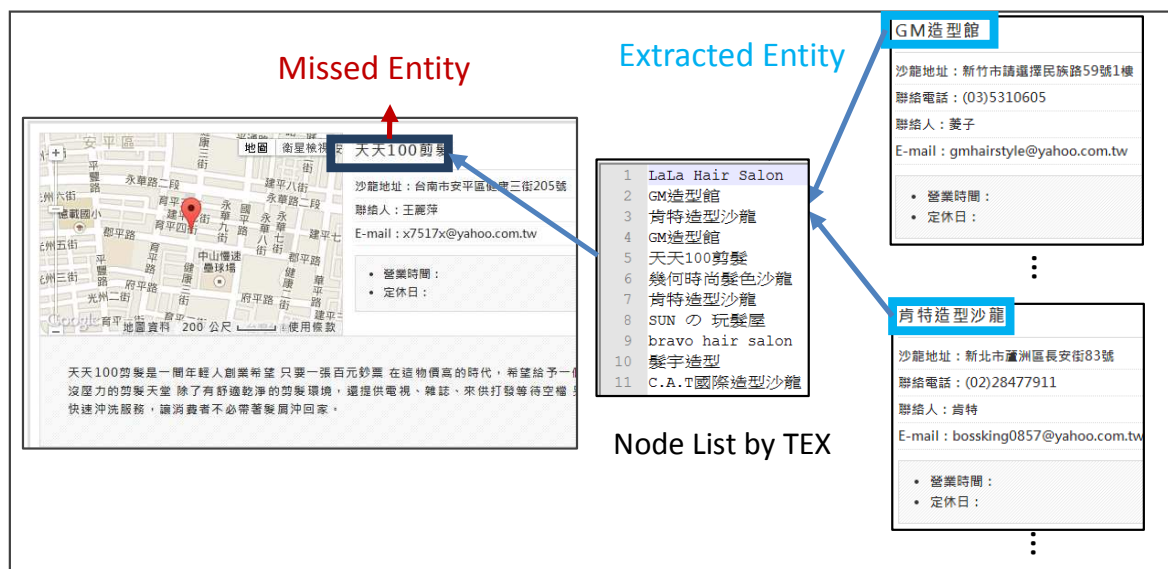 Missed Entity
Extracted Entity
安平區
地圖 衛星檢視
永華路二段
建平八街
德載國小
中山慢速
壘球場
光州二街
府平路
Google
地圖資料 200 公尺 使用條款
天天100剪髮
沙龍地址：台南市安平區健康三街205號
聯絡人：王麗萍
E-mail：x7517x@yahoo.com.tw
• 營業時間：
• 定休日：
天天100剪髮是一間年輕人創業希望 只要一張百元鈔票 在這物價高的時代，希望給予一個
沒壓力的剪髮天堂 除了有舒適乾淨的剪髮環境，還提供電視、雜誌、來供打發等待空檔
快速沖洗服務，讓消費者不必帶著髮屑沖回家。
1 LaLa Hair Salon
2 GM造型館
3 肯特造型沙龍
4 GM造型館
5 天天100剪髮
6 幾何時尚髮色沙龍
7 肯特造型沙龍
8 SUN の 玩髮屋
9 bravo hair salon
10 髮宇造型
11 C.A.T國際造型沙龍
Node List by TEX
GM造型館
沙龍地址：新竹市請選擇民族路59號1樓
聯絡電話：(03)5310605
聯絡人：菱子
E-mail：gmhairstyle@yahoo.com.tw
• 營業時間：
• 定休日：
肯特造型沙龍
沙龍地址：新北市蘆洲區長安街83號
聯絡電話：(02)28477911
聯絡人：肯特
E-mail：bossking0857@yahoo.com.tw
• 營業時間：
• 定休日：